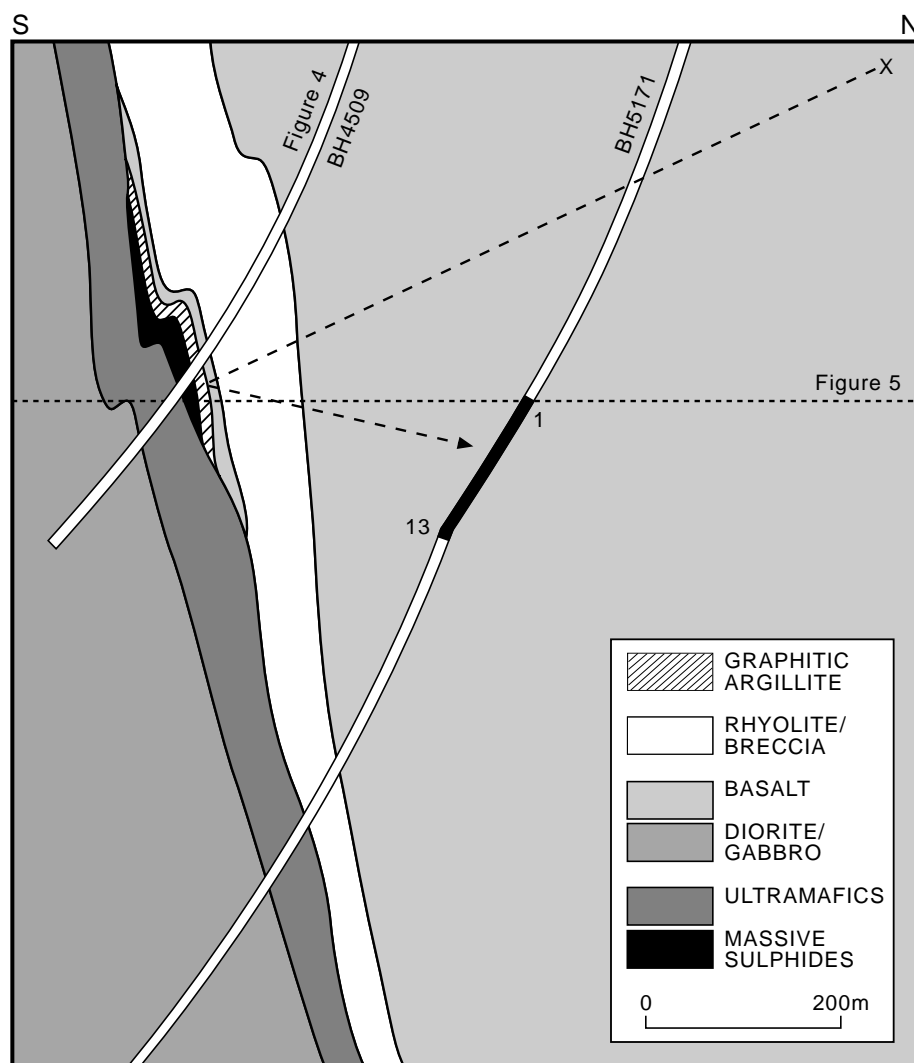 S
N
X
Figure 4
BH4509
BH5171
Figure 5
1
13
GRAPHITIC
ARGILLITE
RHYOLITE/
BRECCIA
BASALT
DIORITE/
GABBRO
ULTRAMAFICS
MASSIVE
SULPHIDES
0 200m